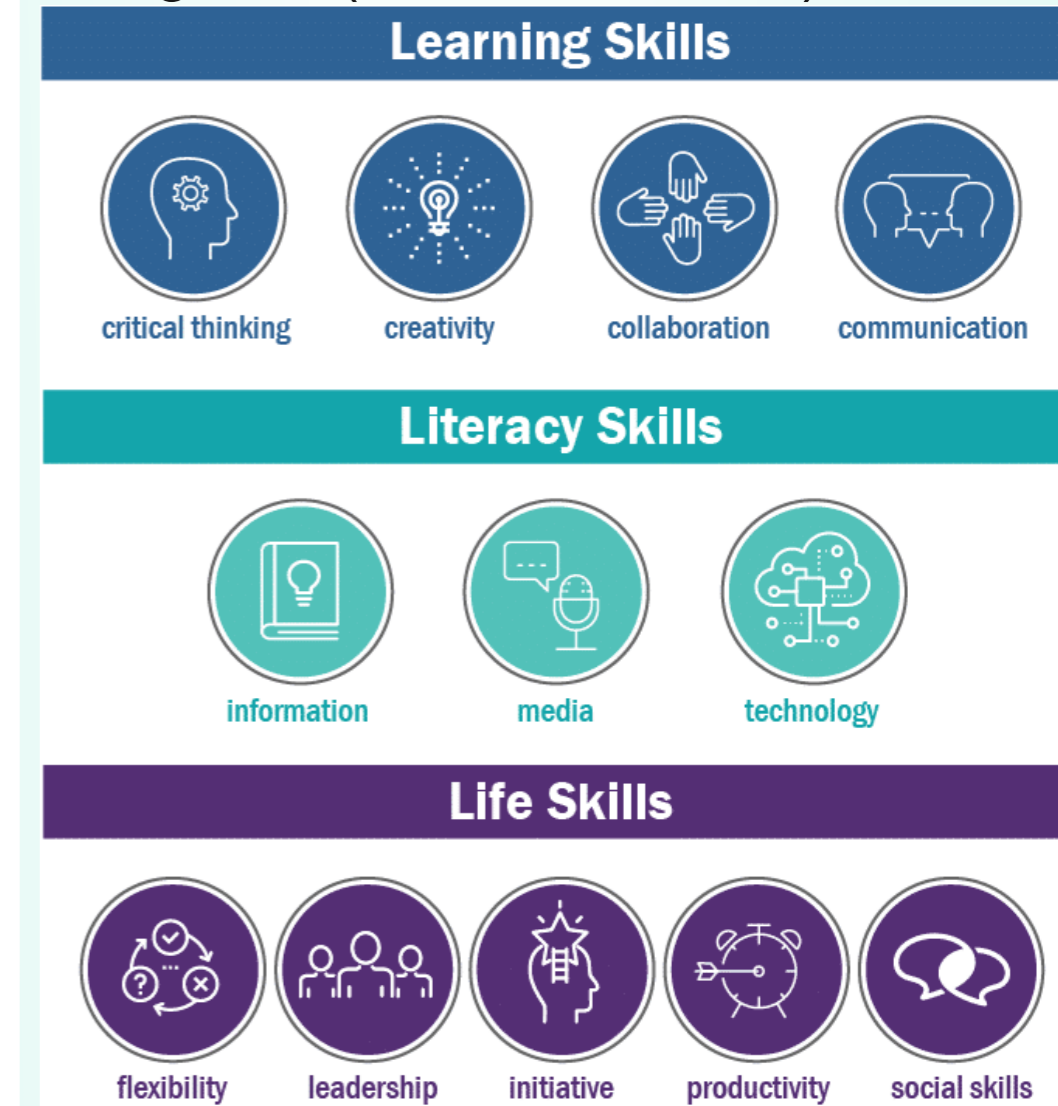 Learning Skills
critical thinking creativity collaboration communication
Literacy Skills
information media technology
Life Skills
flexibility leadership initiative productivity social skills